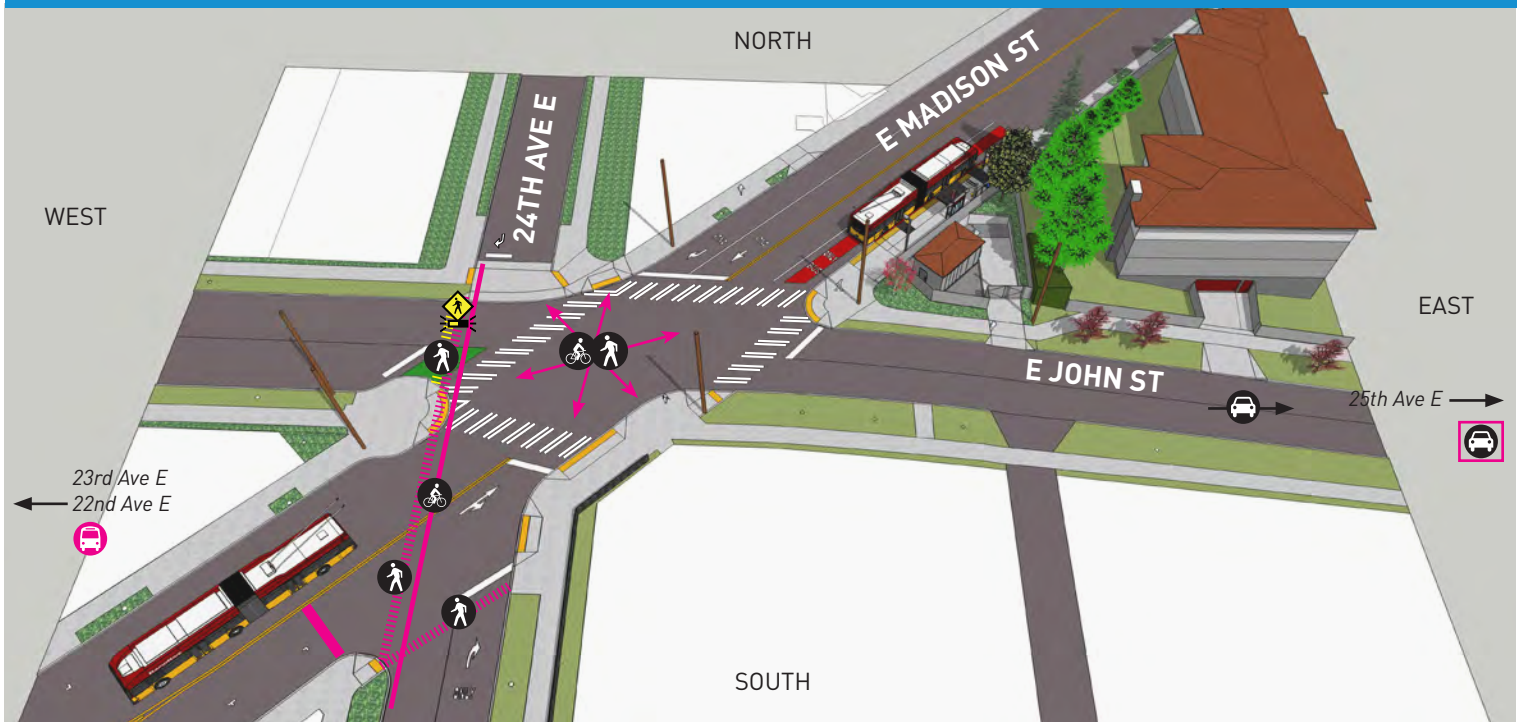 NORTH
E MADISON ST
24TH AVE E
WEST
EAST
E JOHN ST
25th Ave E
23rd Ave E
22nd Ave E
SOUTH